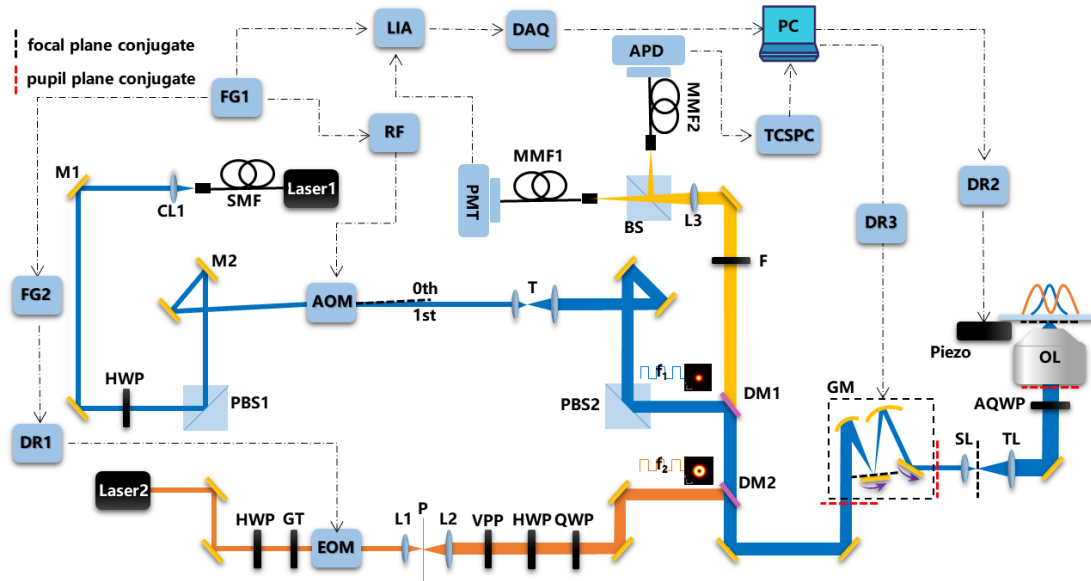 focal plane conjugate
pupil plane conjugate
LIA
DAQ
PC
APD
FG1
RF
MMF2
TCSPC
M1
MMF1
DR2
CL1
SMF
Laser1
PMT
BS
L3
DR3
M2
F
FG2
AOM
0th
1st
T
Piezo
OL
HWP
PBS1
f1
PBS2
DM1
GM
AQWP
DR1
SL
TL
f2
DM2
Laser2
HWP
GT
EOM
L1
P
L2
VPP
HWP
QWP